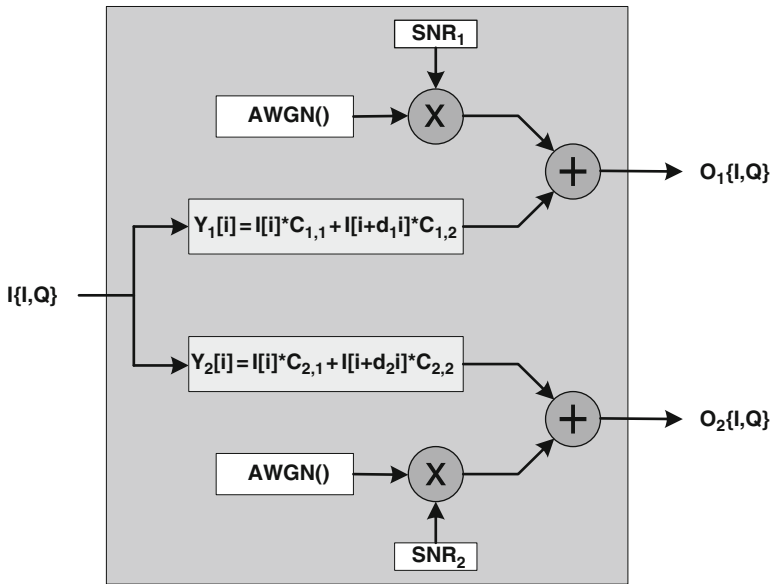 SNR₁
AWGN()
X
+
O₁{I,Q}
Y₁[i]=I[i]*C₁,₁+I[i+d₁i]*C₁,₂
I{I,Q}
Y₂[i]=I[i]*C₂,₁+I[i+d₂i]*C₂,₂
+
O₂{I,Q}
AWGN()
X
SNR₂